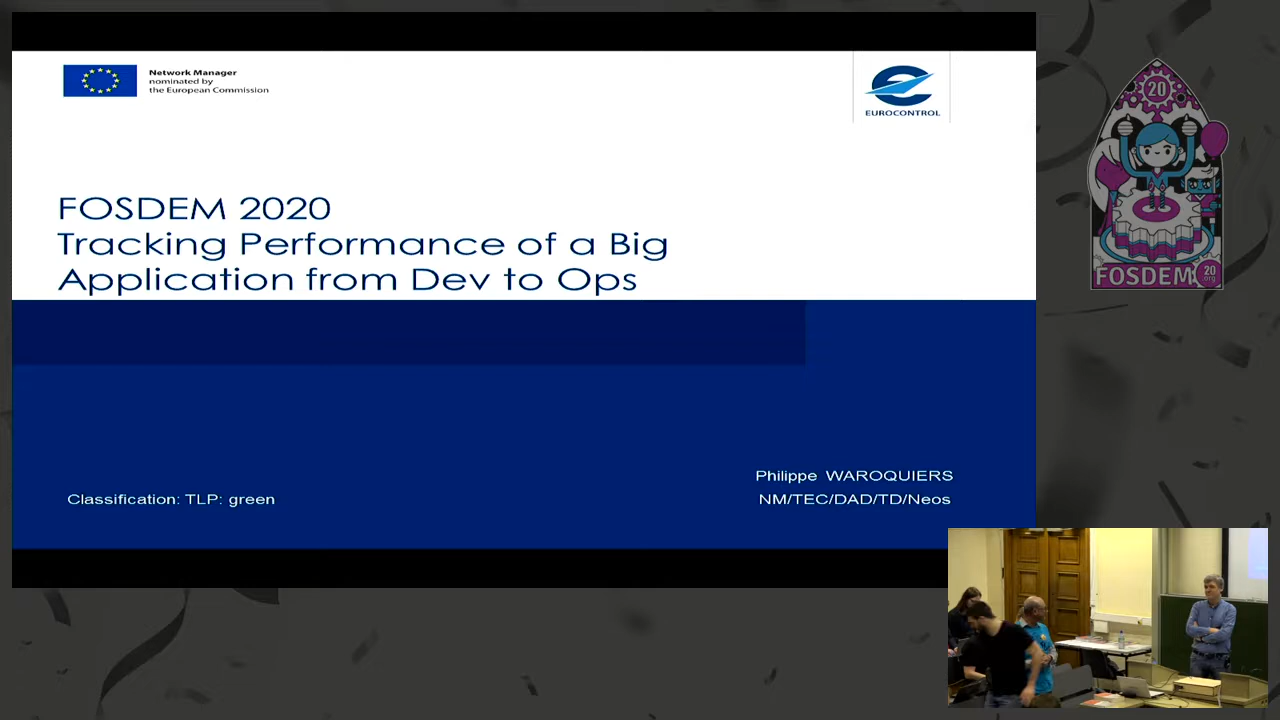 Network Manager
nominated by
the European Commission
EUROCONTROL
FOSDEM 2020
Tracking Performance of a Big
Application from Dev to Ops
Philippe WAROQUIERS
Classification: TLP: green
NM/TEC/DAD/TD/Neos
20
FOSDEM
20
.org